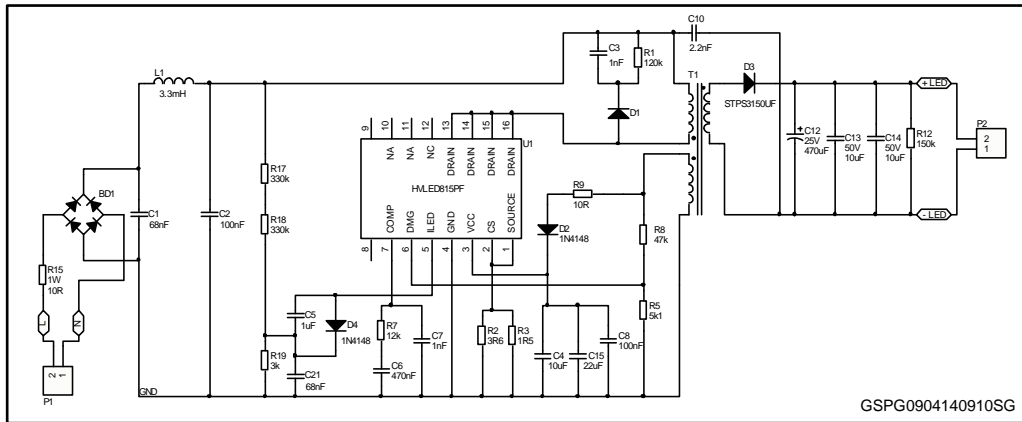 C10
2.2nF
C3
1nF
R1
120k
L1
3.3mH
T1
D3
STPS3150UF
D1
+ LED
P2
2
1
C12
25V
470uF
C13
50V
10uF
C14
50V
10uF
R12
150k
- LED
9
10
11
12
13
14
15
16
NA
NA
NC
DRAIN
DRAIN
DRAIN
DRAIN
U1
HVLED815PF
COMP
DMG
ILED
GND
VCC
CS
SOURCE
8
7
6
5
4
3
2
1
R17
330k
R18
330k
BD1
C1
68nF
C2
100nF
R9
10R
D2
1N4148
R8
47k
R15
1W
10R
L
N
C5
1uF
D4
1N4148
R7
12k
C7
1nF
R2
3R6
R3
1R5
R5
5k1
C8
100nF
C4
10uF
C15
22uF
R19
3k
C21
68nF
C6
470nF
2
1
P1
GND
GSPG0904140910SG